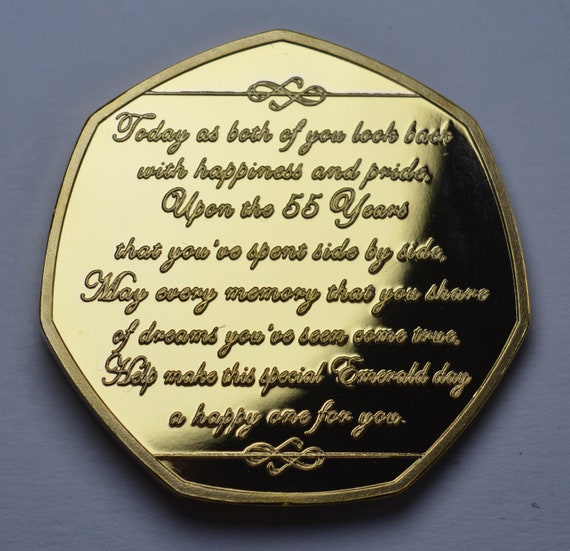 Today as both of you look back
with happiness and pride,
Upon the 55 Years
that you've spent side by side,
May every memory that you share
of dreams you've seen come true,
Help make this special Emerald day
a happy one for you.